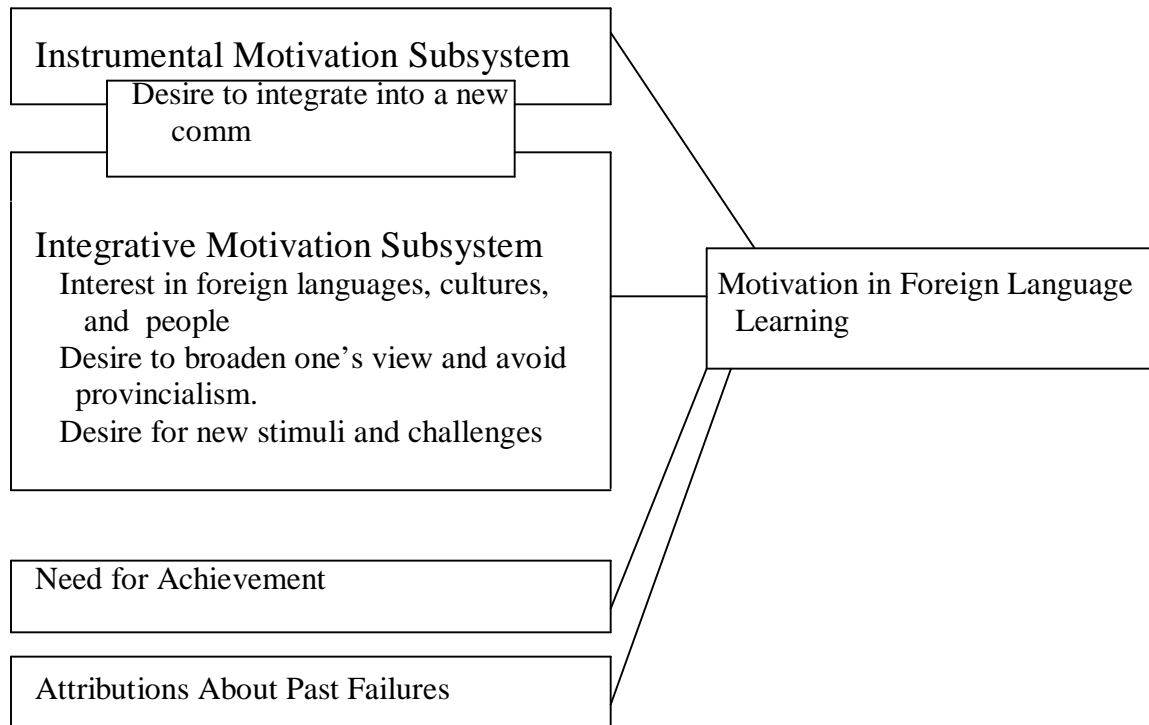 Instrumental Motivation Subsystem
Desire to integrate into a new
comm
Integrative Motivation Subsystem
Interest in foreign languages, cultures,
and people
Desire to broaden one’s view and avoid
provincialism.
Desire for new stimuli and challenges
Motivation in Foreign Language
Learning
Need for Achievement
Attributions About Past Failures